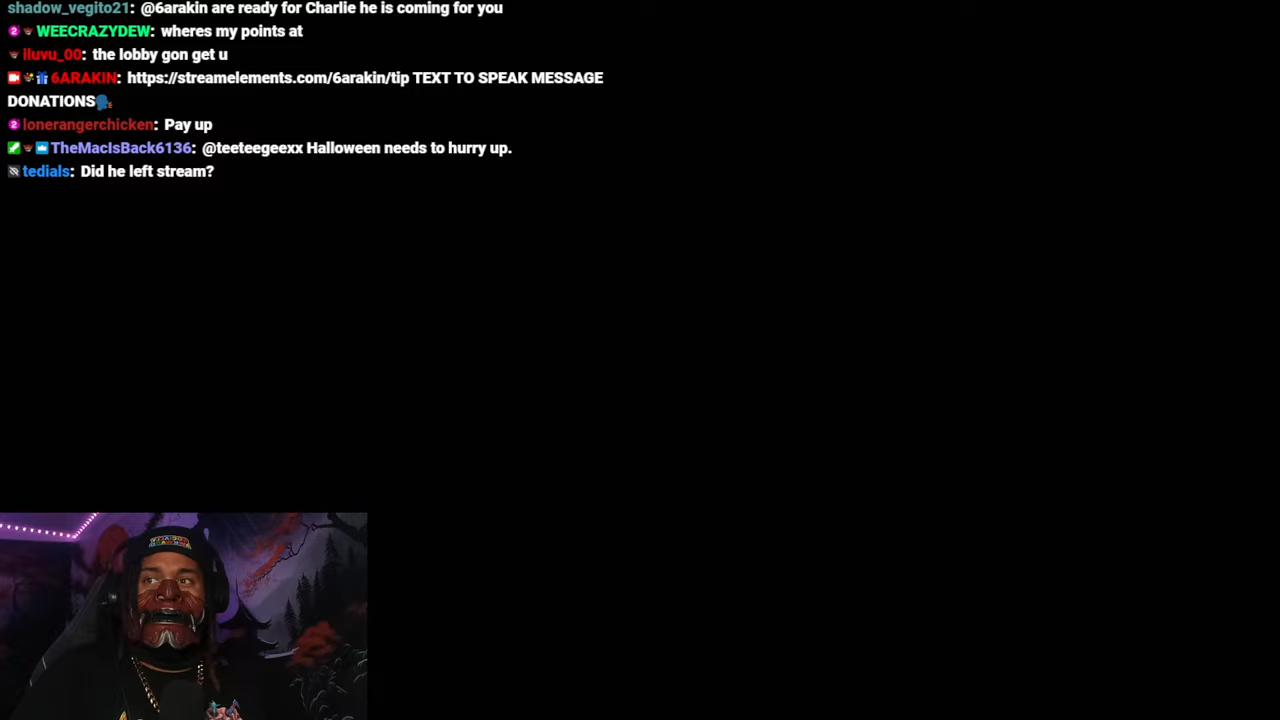 shadow_vegito21: @6arakin are ready for Charlie he is coming for you
2 WEECRAZYDEW: wheres my points at
iluvu_00: the lobby gon get u
6ARAKIN: https://streamelements.com/6arakin/tip TEXT TO SPEAK MESSAGE
DONATIONS🗣️
2 lonerangerchicken: Pay up
TheMacIsBack6136: @teeteegeexx Halloween needs to hurry up.
tedials: Did he left stream?